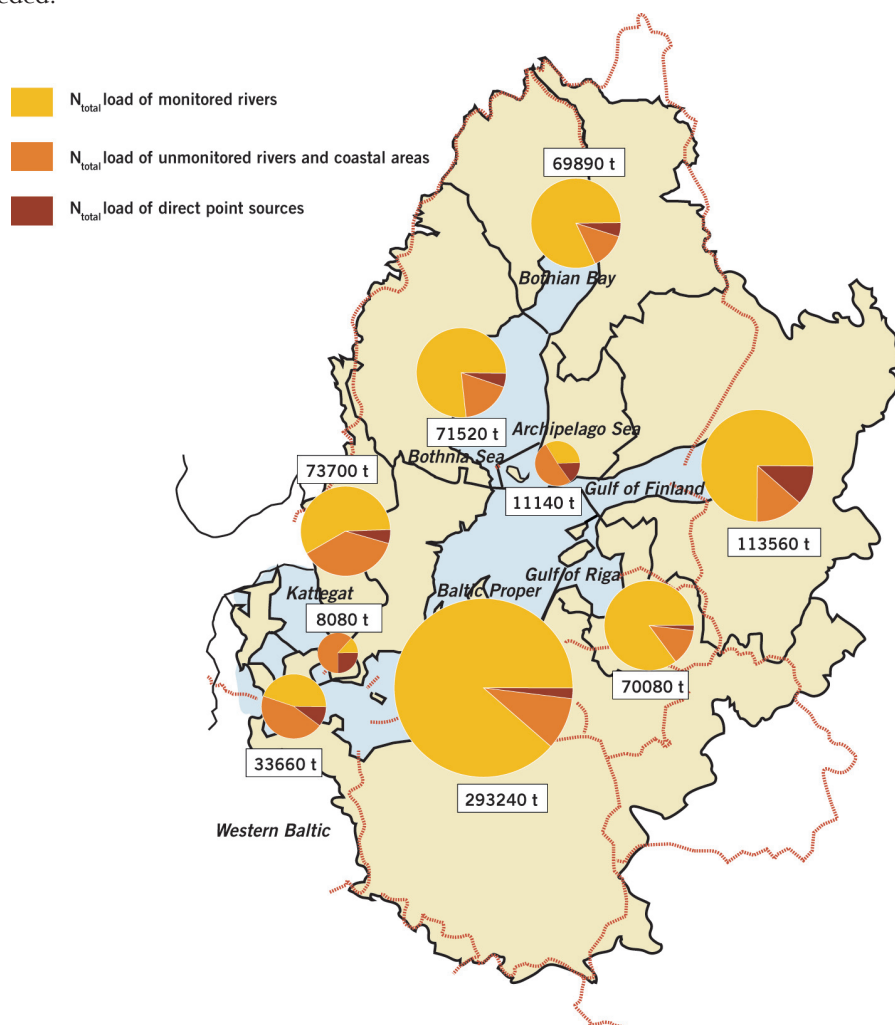 N total load of monitored rivers
N total load of unmonitored rivers and coastal areas
N total load of direct point sources
69890 t
Bothian Bay
71520 t
Bothnia Sea
Archipelago Sea
11140 t
Gulf of Finland
113560 t
73700 t
Kattegat
8080 t
Gulf of Riga
Baltic Proper
70080 t
33660 t
293240 t
Western Baltic